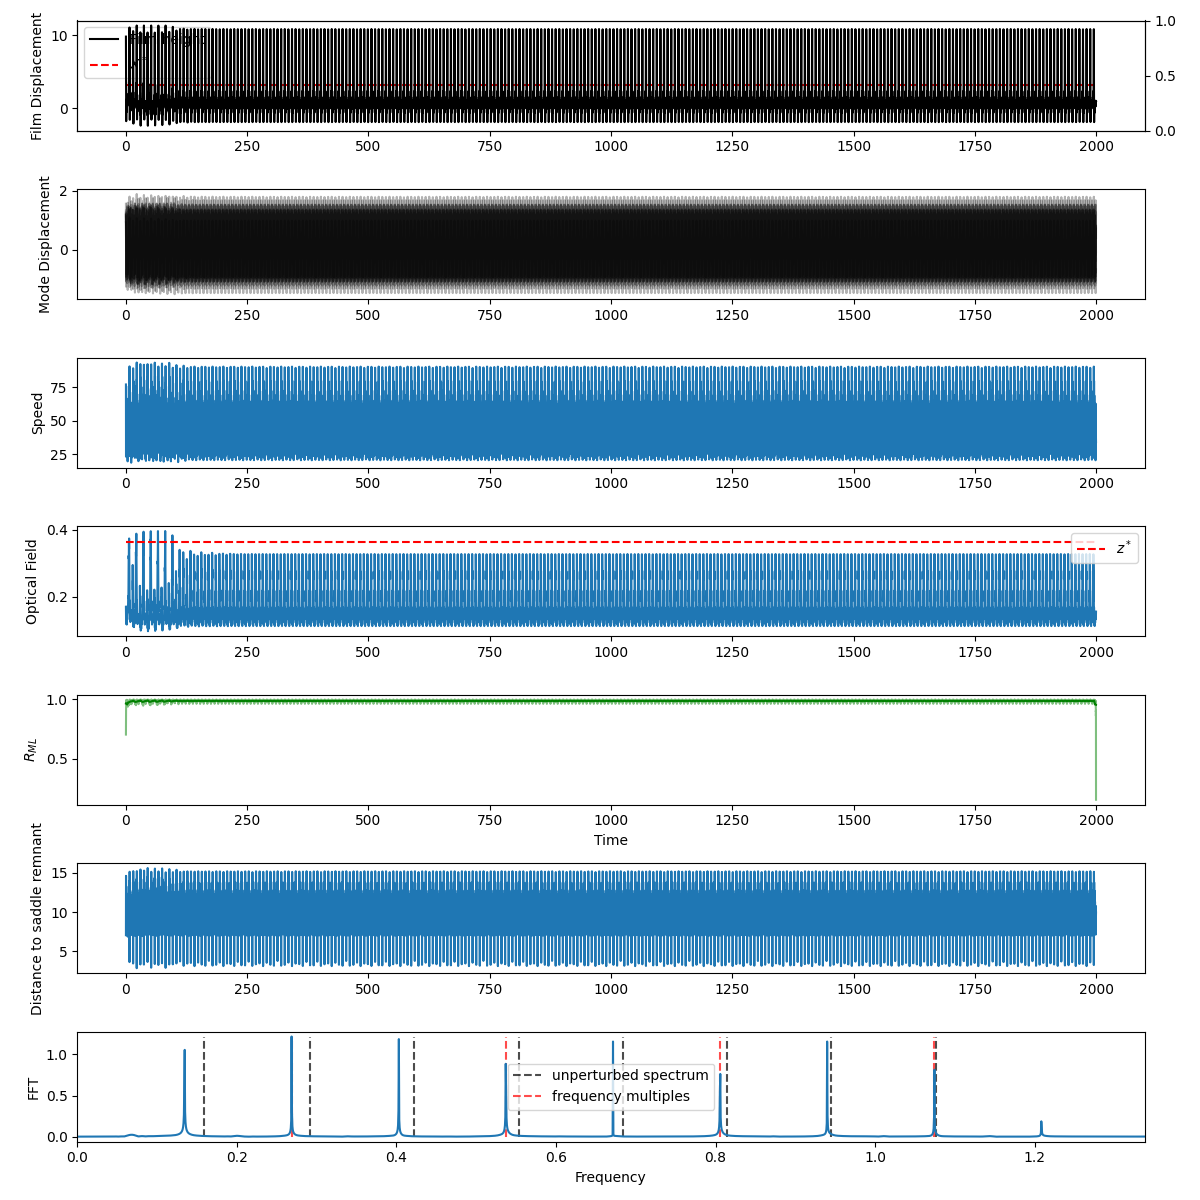 Film Displacement
10
0
1.0
0.5
0.0
0 250 500 750 1000 1250 1500 1750 2000
Mode Displacement
2
0
0 250 500 750 1000 1250 1500 1750 2000
Speed
75
50
25
0 250 500 750 1000 1250 1500 1750 2000
Optical Field
0.4
0.2
z*
0 250 500 750 1000 1250 1500 1750 2000
R_ML
1.0
0.5
0 250 500 750 1000 1250 1500 1750 2000
Time
Distance to saddle remnant
15
10
5
0 250 500 750 1000 1250 1500 1750 2000
FFT
1.0
0.5
0.0
unperturbed spectrum
frequency multiples
0.0 0.2 0.4 0.6 0.8 1.0 1.2
Frequency